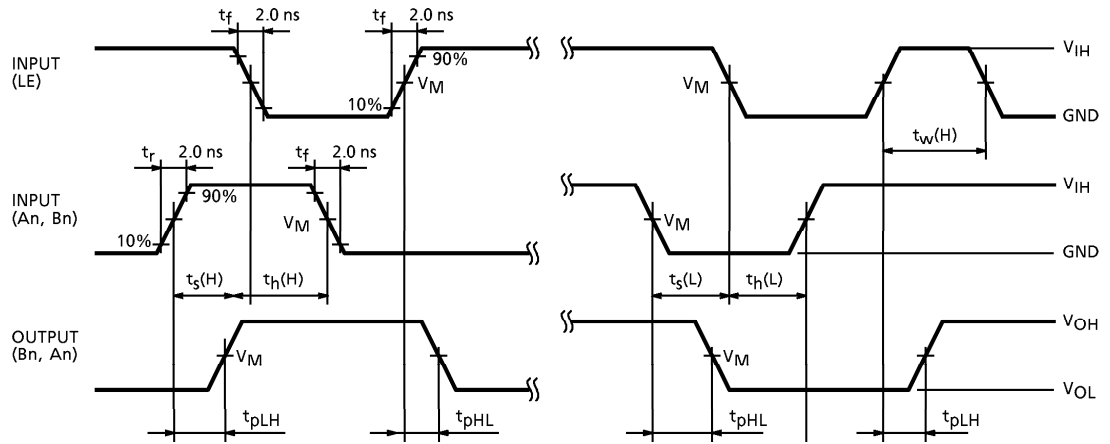 tf 2.0 ns tf 2.0 ns
INPUT (LE) 90% VM 10% VM VIH GND
tw(H)
tr 2.0 ns tf 2.0 ns
INPUT (An, Bn) 90% VM 10% VM VIH GND
ts(H) th(H) ts(L) th(L)
OUTPUT (Bn, An) VM VM VOH VOL
tpLH tpHL tpHL tpLH